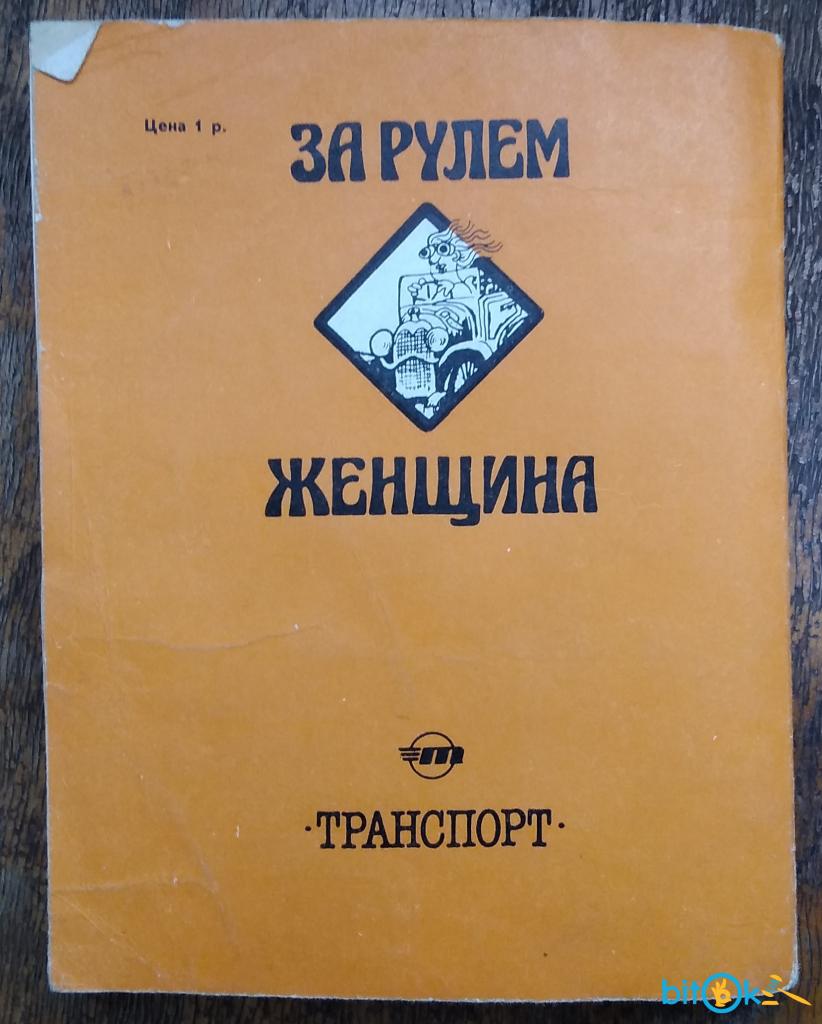 Цена 1 р.
ЗА РУЛЕМ
ЖЕНЩИНА
m
·ТРАНСПОРТ·
bitOk